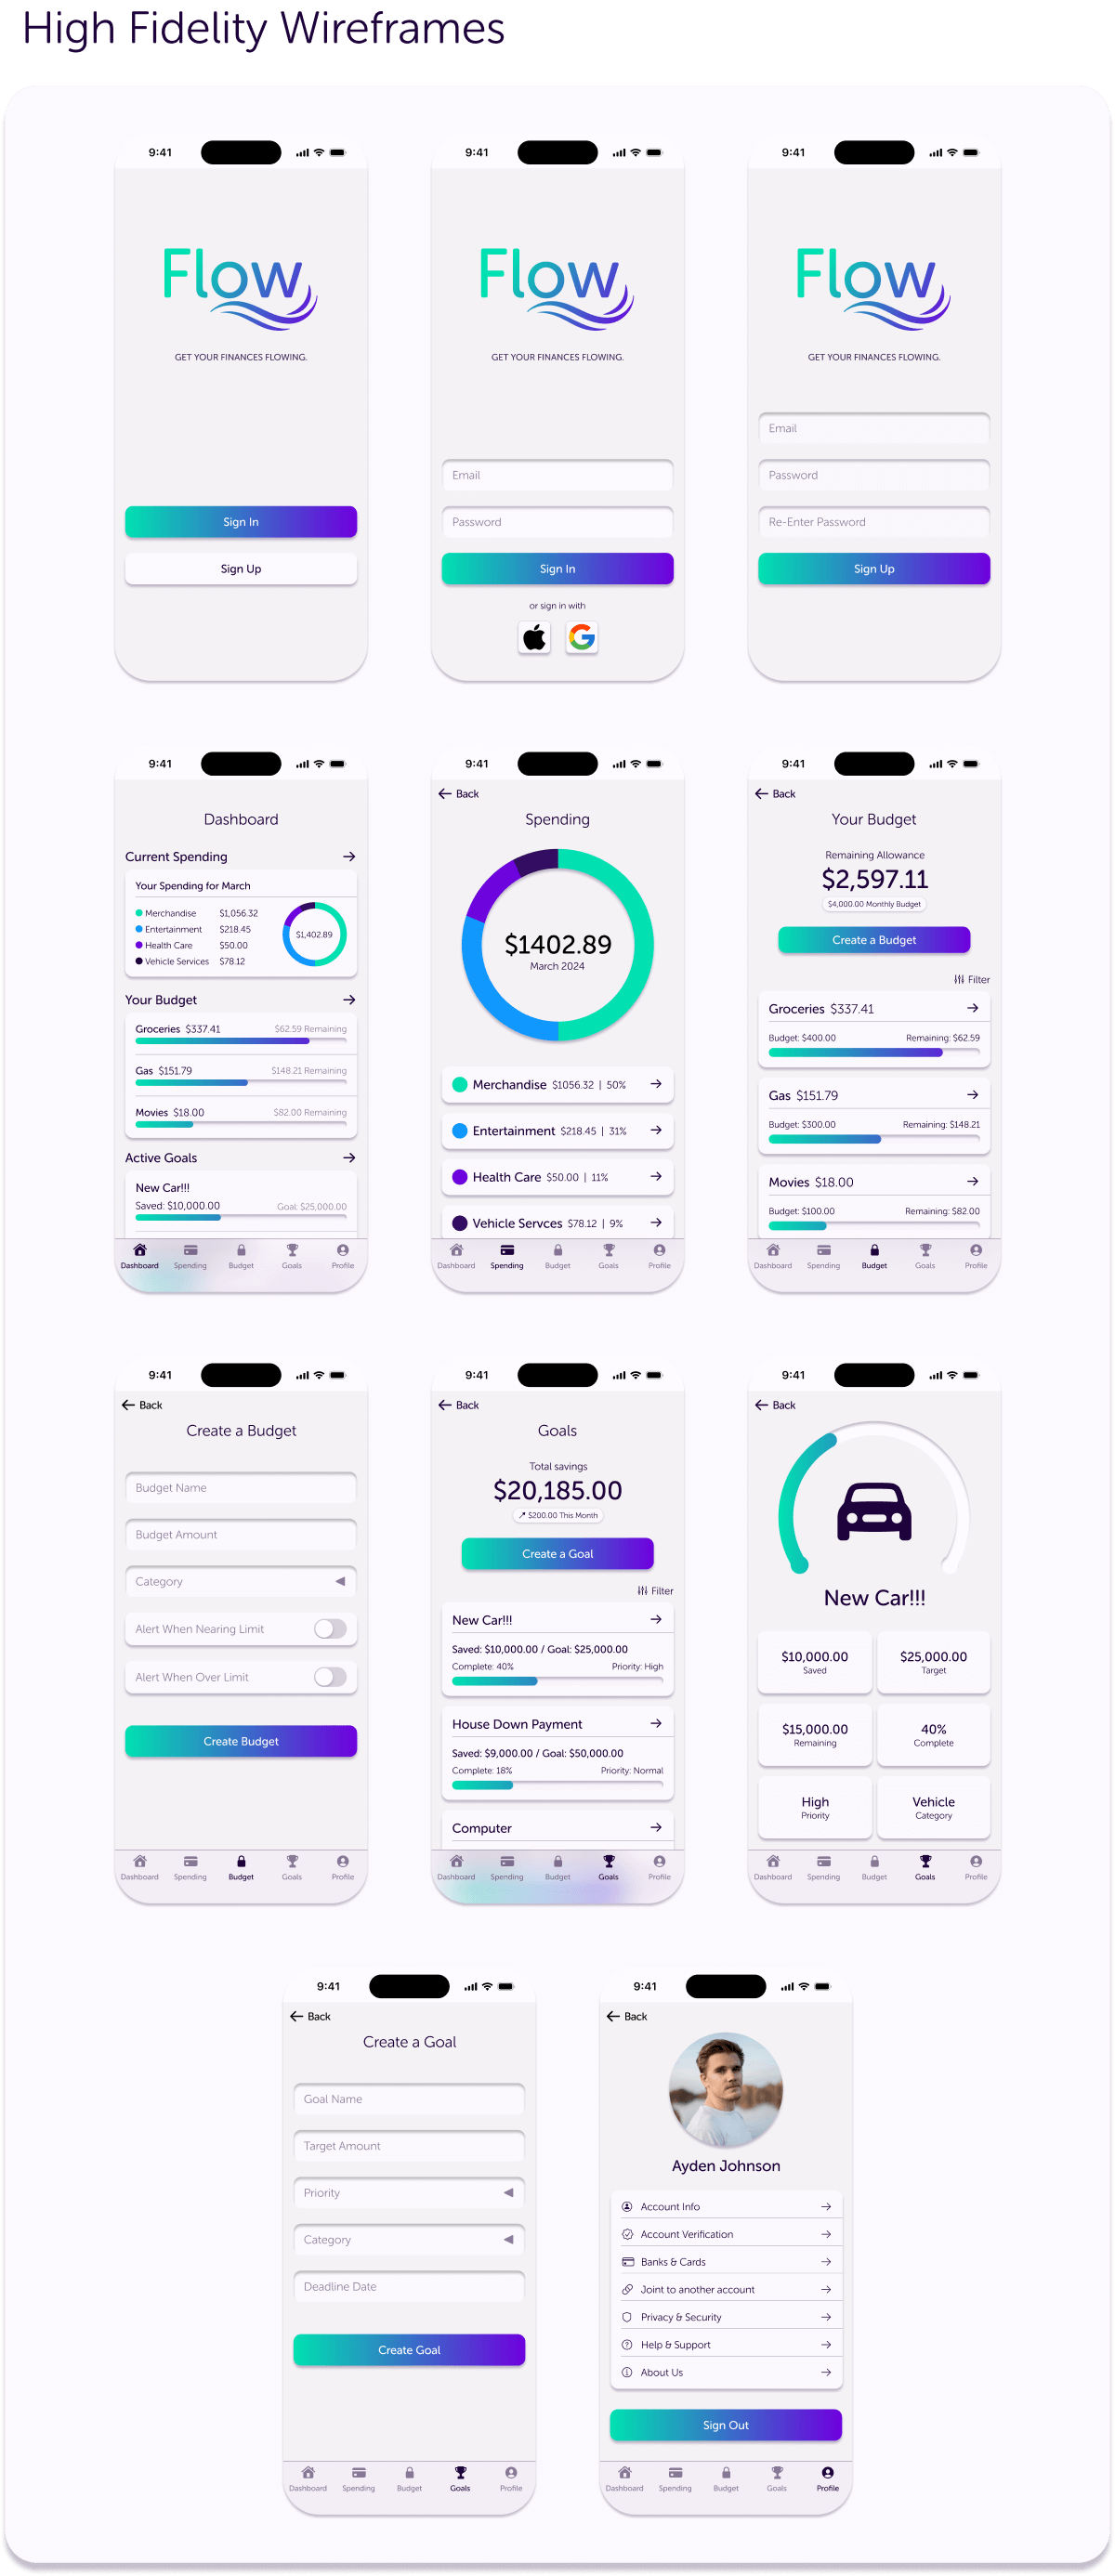 High Fidelity Wireframes
9:41
Flow
GET YOUR FINANCES FLOWING.
Sign In
Sign Up
9:41
Flow
GET YOUR FINANCES FLOWING.
Email
Password
Sign In
or sign in with
9:41
Flow
GET YOUR FINANCES FLOWING.
Email
Password
Re-Enter Password
Sign Up
9:41
Dashboard
Current Spending
Your Spending for March
Merchandise $1,056.32
Entertainment $218.45
Health Care $50.00
Vehicle Services $78.12
$1,402.89
Your Budget
Groceries $337.41 $62.59 Remaining
Gas $151.79 $148.21 Remaining
Movies $18.00 $82.00 Remaining
Active Goals
New Car!!!
Saved: $10,000.00 Goal: $25,000.00
Dashboard Spending Budget Goals Profile
9:41
Back
Spending
$1402.89
March 2024
Merchandise $1056.32 | 50%
Entertainment $218.45 | 31%
Health Care $50.00 | 11%
Vehicle Servces $78.12 | 9%
Dashboard Spending Budget Goals Profile
9:41
Back
Your Budget
Remaining Allowance
$2,597.11
$4,000.00 Monthly Budget
Create a Budget
Filter
Groceries $337.41
Budget: $400.00 Remaining: $62.59
Gas $151.79
Budget: $300.00 Remaining: $148.21
Movies $18.00
Budget: $100.00 Remaining: $82.00
Dashboard Spending Budget Goals Profile
9:41
Back
Create a Budget
Budget Name
Budget Amount
Category
Alert When Nearing Limit
Alert When Over Limit
Create Budget
Dashboard Spending Budget Goals Profile
9:41
Back
Goals
Total savings
$20,185.00
$200.00 This Month
Create a Goal
Filter
New Car!!!
Saved: $10,000.00 / Goal: $25,000.00
Complete: 40% Priority: High
House Down Payment
Saved: $9,000.00 / Goal: $50,000.00
Complete: 18% Priority: Normal
Computer
Dashboard Spending Budget Goals Profile
9:41
Back
New Car!!!
$10,000.00
Saved
$25,000.00
Target
$15,000.00
Remaining
40%
Complete
High
Priority
Vehicle
Category
Dashboard Spending Budget Goals Profile
9:41
Back
Create a Goal
Goal Name
Target Amount
Priority
Category
Deadline Date
Create Goal
Dashboard Spending Budget Goals Profile
9:41
Back
Ayden Johnson
Account Info
Account Verification
Banks & Cards
Joint to another account
Privacy & Security
Help & Support
About Us
Sign Out
Dashboard Spending Budget Goals Profile